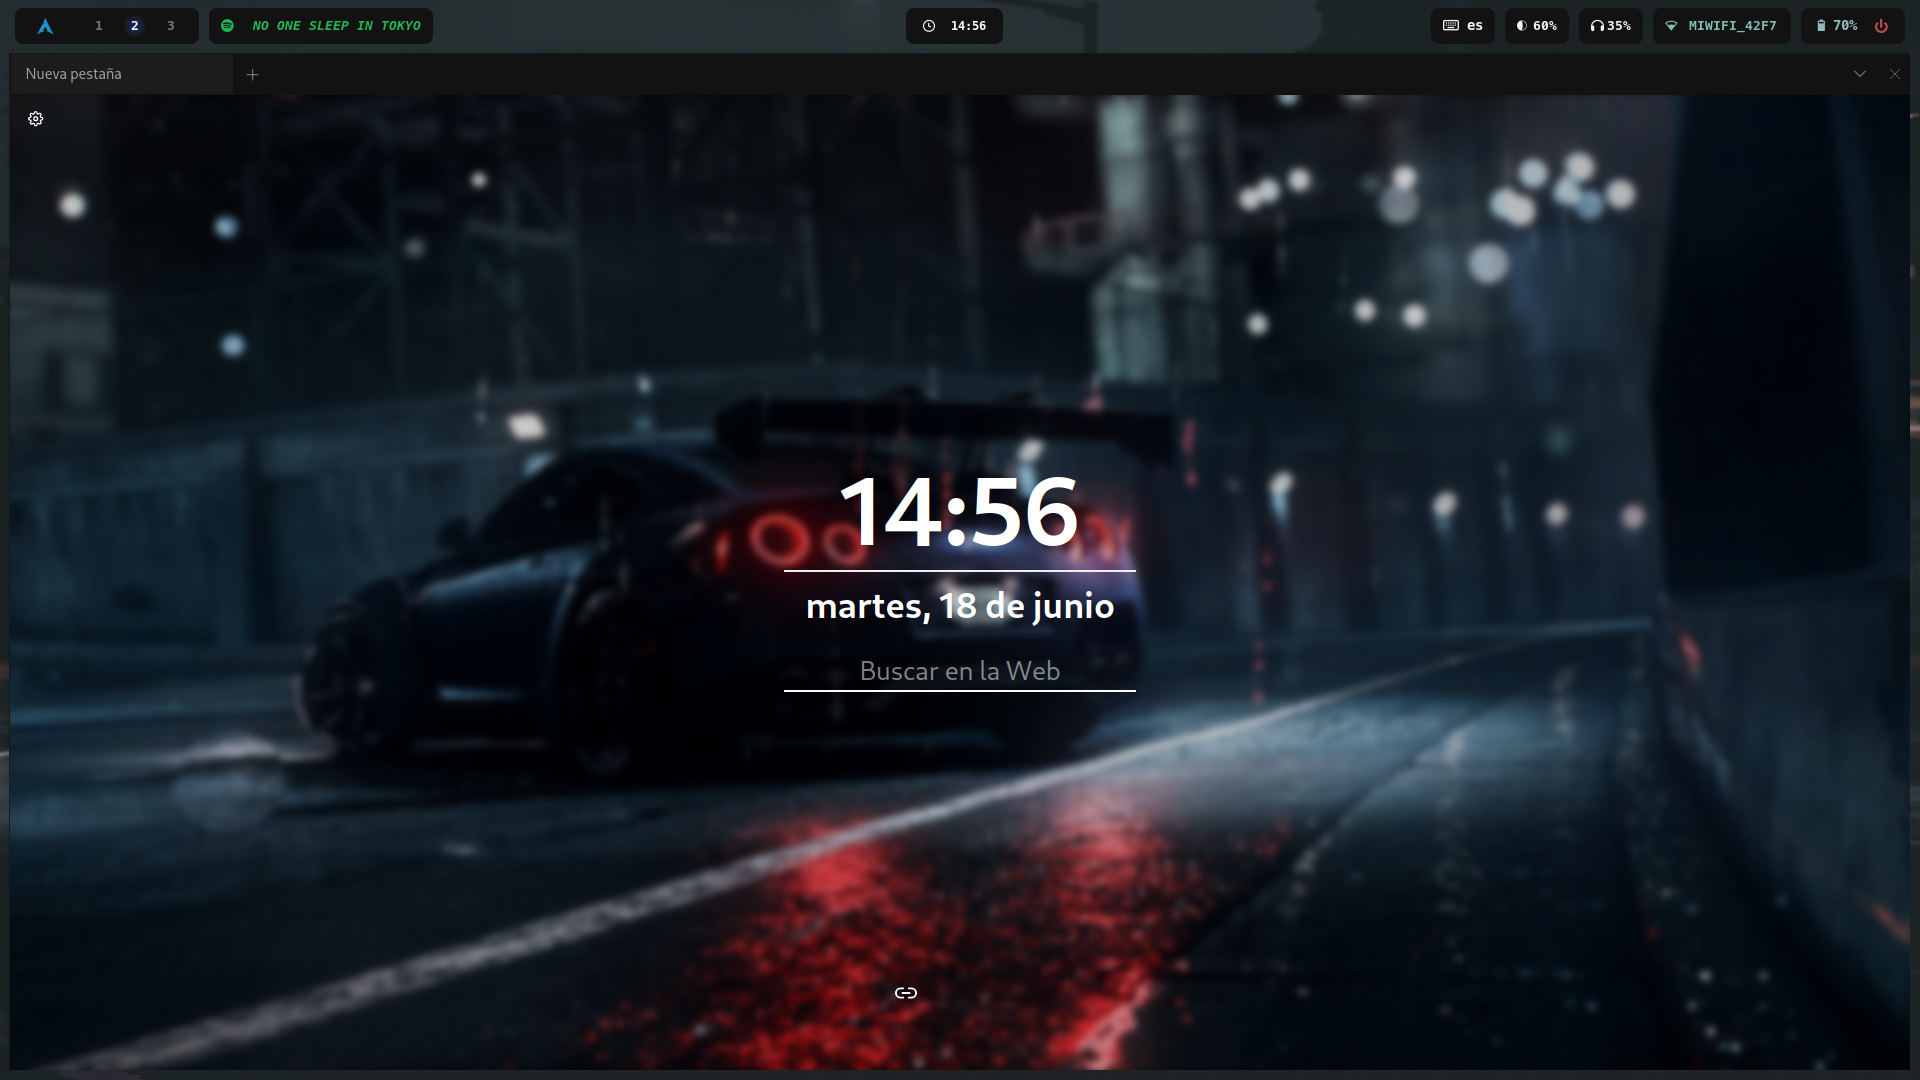 1 2 3 NO ONE SLEEP IN TOKYO 14:56 es 60% 35% MIWIFI_42F7 70%
Nueva pestaña
14:56
martes, 18 de junio
Buscar en la Web